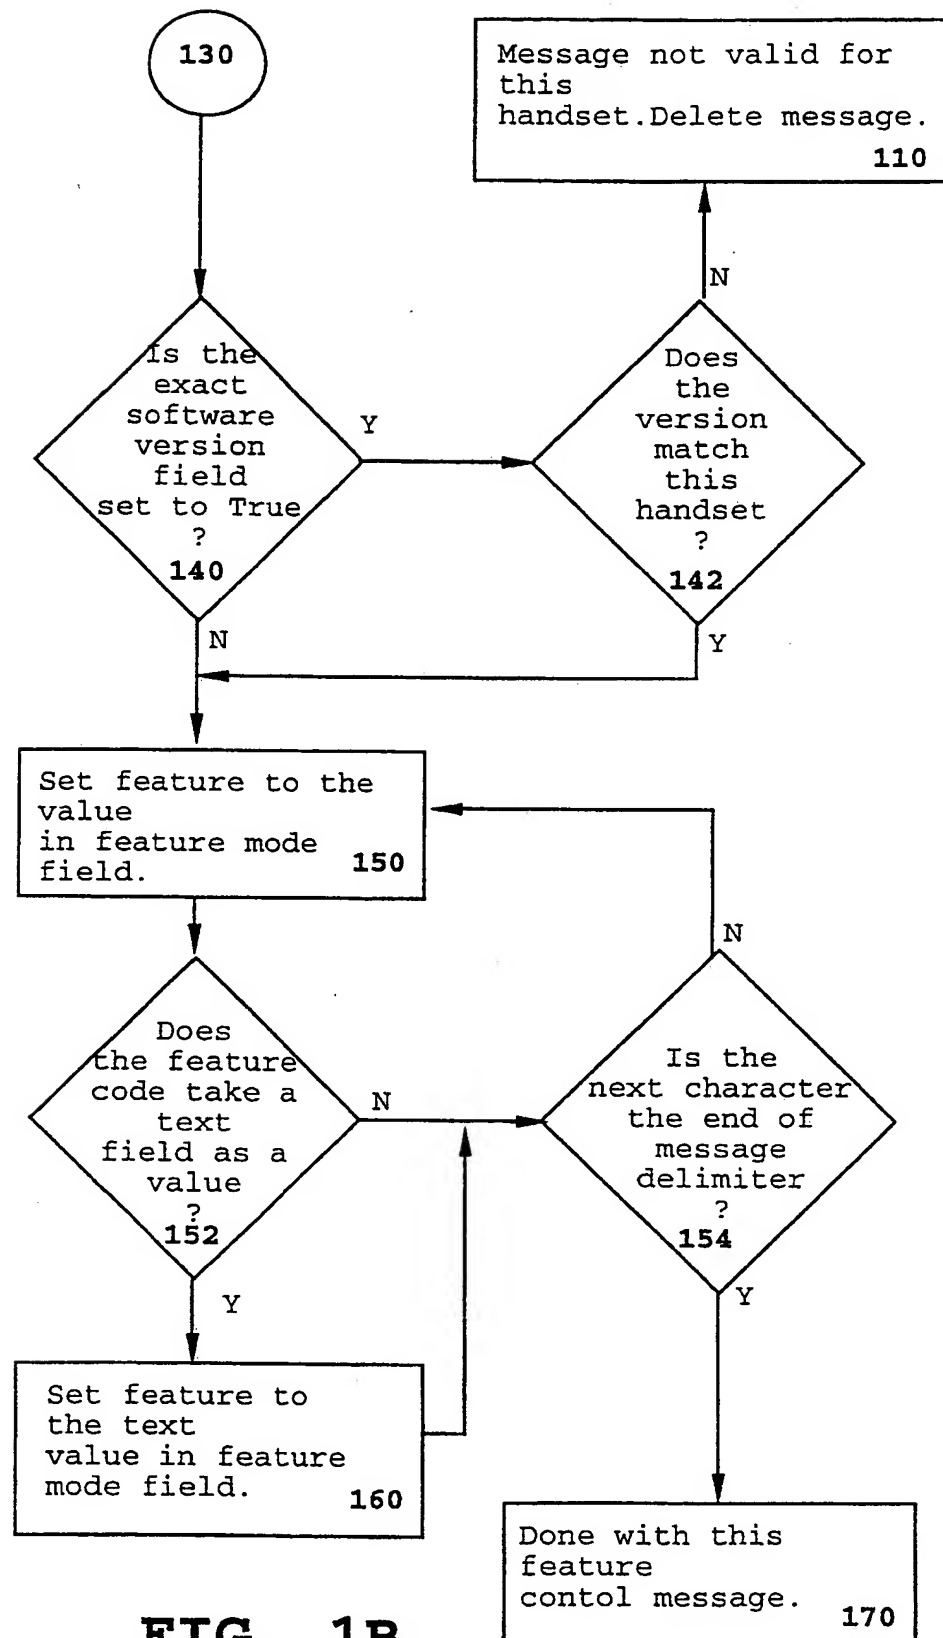 130
Message not valid for
this
handset.Delete message.
110
N
Is the
exact
software
version
field
set to True
?
140
Y
Does
the
version
match
this
handset
?
142
N
Y
Set feature to the
value
in feature mode
field.
150
N
Does
the feature
code take a
text
field as a
value
?
152
N
Is the
next character
the end of
message
delimiter
?
154
Y
Y
Set feature to
the text
value in feature
mode field.
160
Done with this
feature
contol message.
170
FIG. 1B